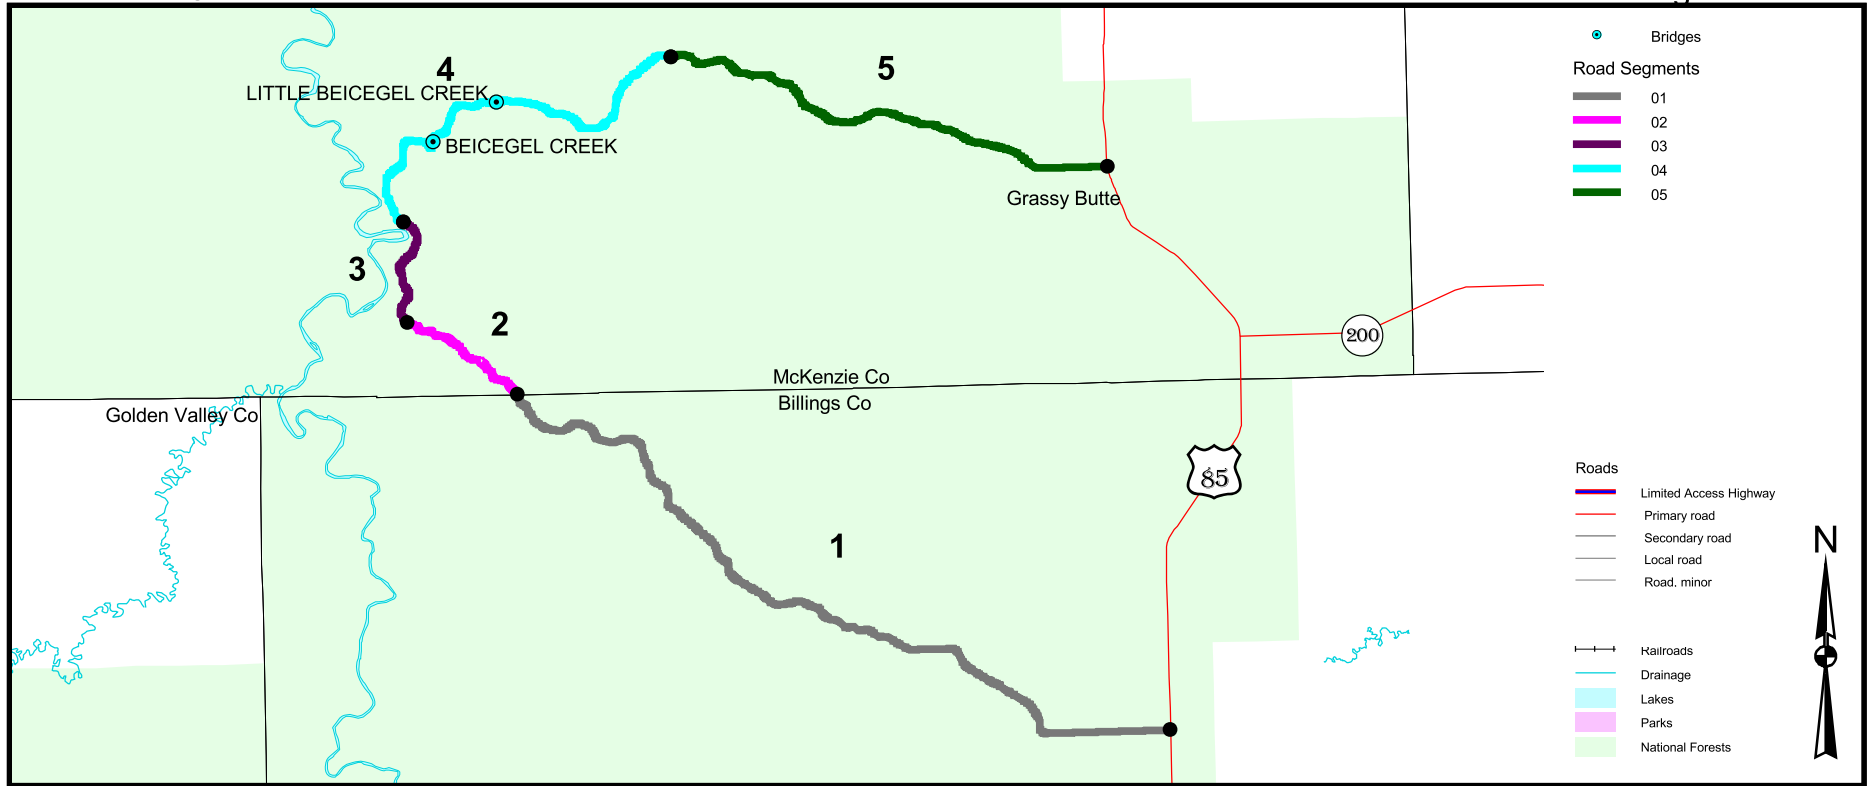 Bridges
Road Segments
01
02
03
04
05
4
5
LITTLE BEICEGEL CREEK
BEICEGEL CREEK
Grassy Butte
3
2
200
McKenzie Co
Billings Co
Golden Valley Co
85
1
Roads
Limited Access Highway
Primary road
Secondary road
Local road
Road, minor
N
Railroads
Drainage
Lakes
Parks
National Forests